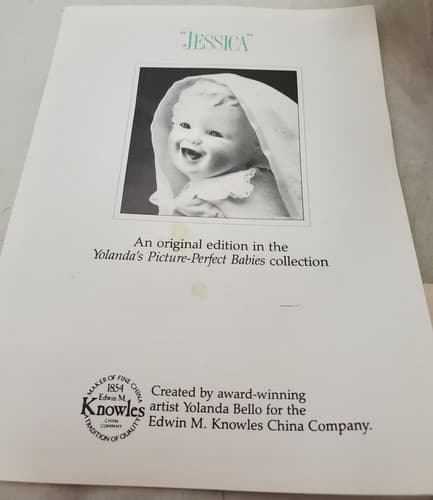 "JESSICA"
An original edition in the
Yolanda's Picture-Perfect Babies collection
MAKER OF FINE CHINA
1854
Edwin M.
Knowles
CHINA
COMPANY
TRADITION OF QUALITY
Created by award-winning
artist Yolanda Bello for the
Edwin M. Knowles China Company.